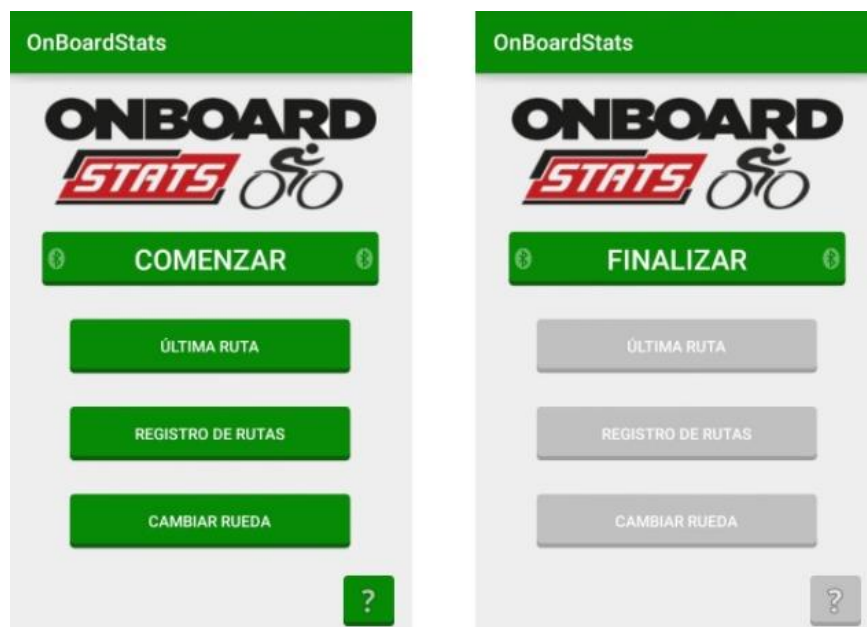 OnBoardStats
ONBOARD
STATS
COMENZAR
ÚLTIMA RUTA
REGISTRO DE RUTAS
CAMBIAR RUEDA
?
OnBoardStats
ONBOARD
STATS
FINALIZAR
ÚLTIMA RUTA
REGISTRO DE RUTAS
CAMBIAR RUEDA
?